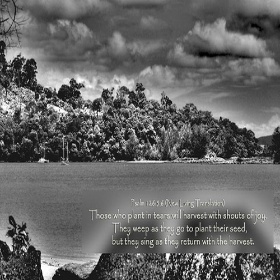 Psalm 126:5,6 (New Living Translation)
Those who plant in tears will harvest with shouts of joy.
They weep as they go to plant their seed,
but they sing as they return with the harvest.